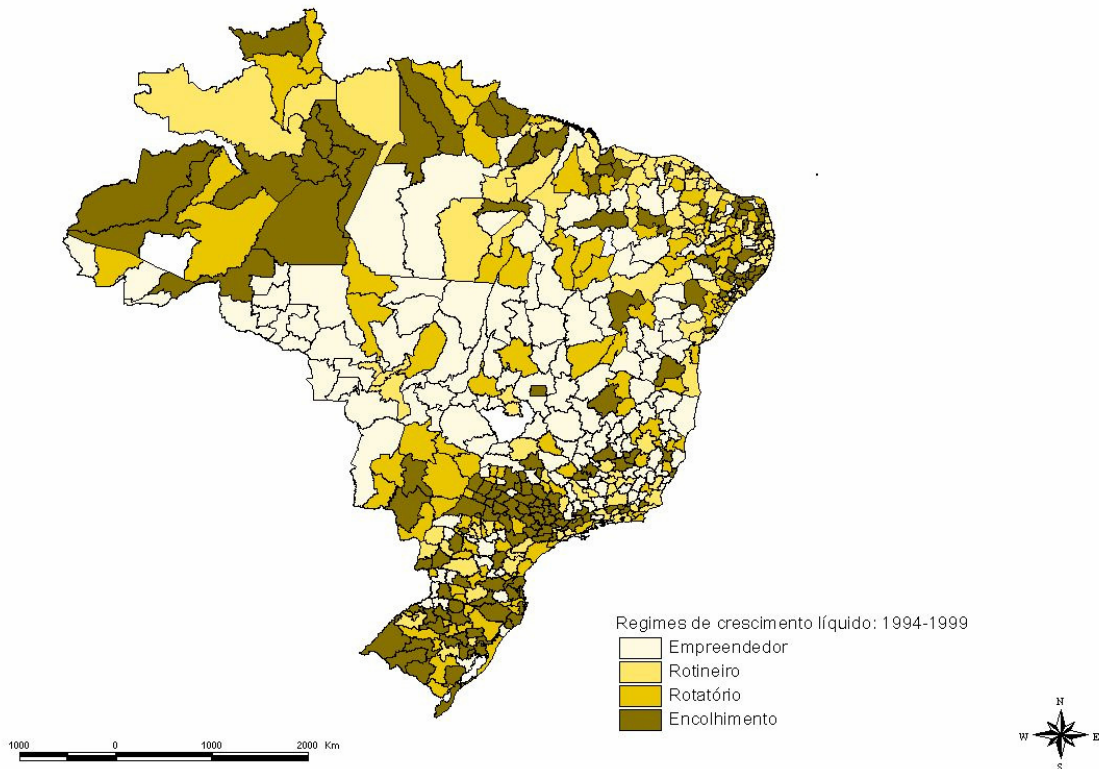 Regimes de crescimento líquido: 1994-1999
Empreendedor
Rotineiro
Rotatório
Encolhimento
1000 0 1000 2000 Km
N
W E
S